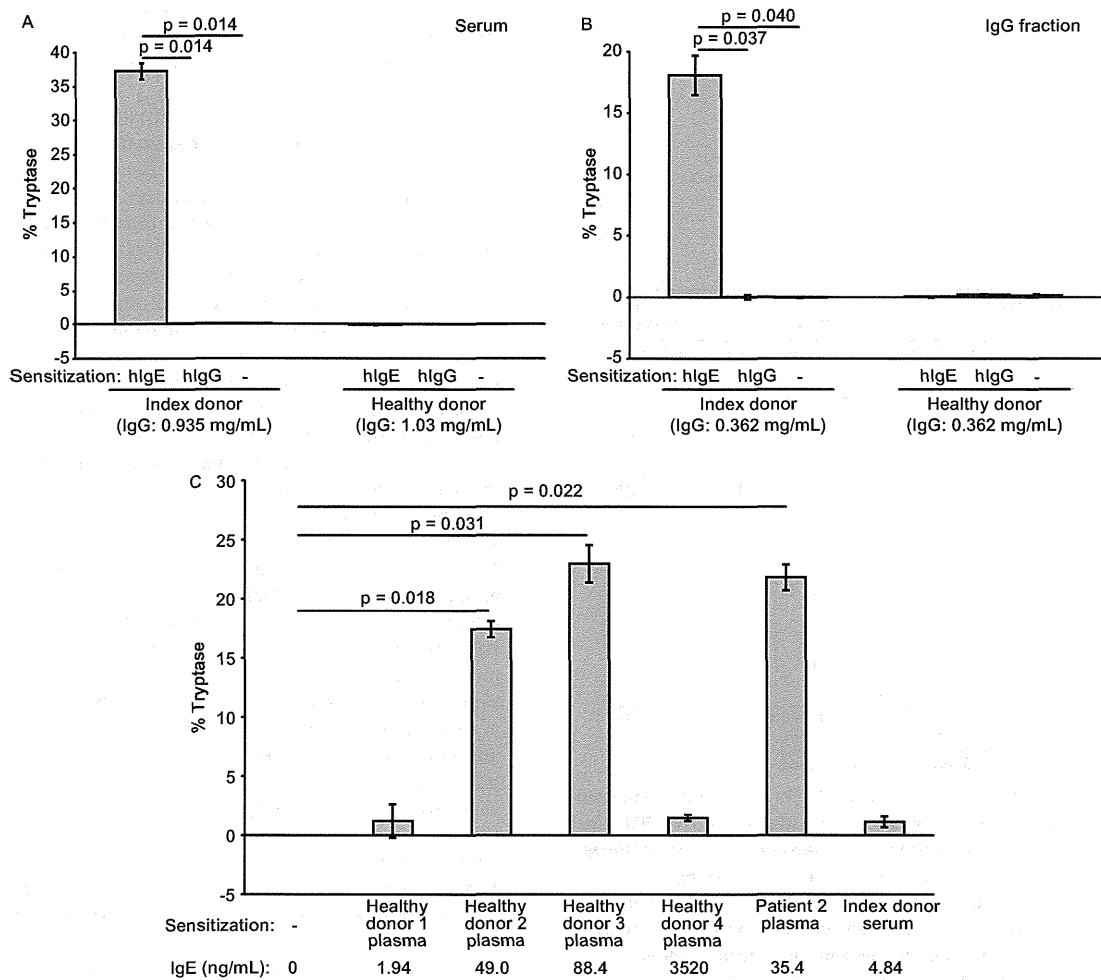 A
Serum
p = 0.014
p = 0.014
% Tryptase
40
35
30
25
20
15
10
5
0
-5
Sensitization: hIgE hIgG - hIgE hIgG -
Index donor Healthy donor
(IgG: 0.935 mg/mL) (IgG: 1.03 mg/mL)
B
IgG fraction
p = 0.040
p = 0.037
% Tryptase
20
15
10
5
0
-5
Sensitization: hIgE hIgG - hIgE hIgG -
Index donor Healthy donor
(IgG: 0.362 mg/mL) (IgG: 0.362 mg/mL)
C
p = 0.022
p = 0.031
p = 0.018
% Tryptase
30
25
20
15
10
5
0
-5
Healthy Healthy Healthy Healthy Patient 2 Index donor
Sensitization: - donor 1 donor 2 donor 3 donor 4 plasma serum
plasma plasma plasma plasma
IgE (ng/mL): 0 1.94 49.0 88.4 3520 35.4 4.84